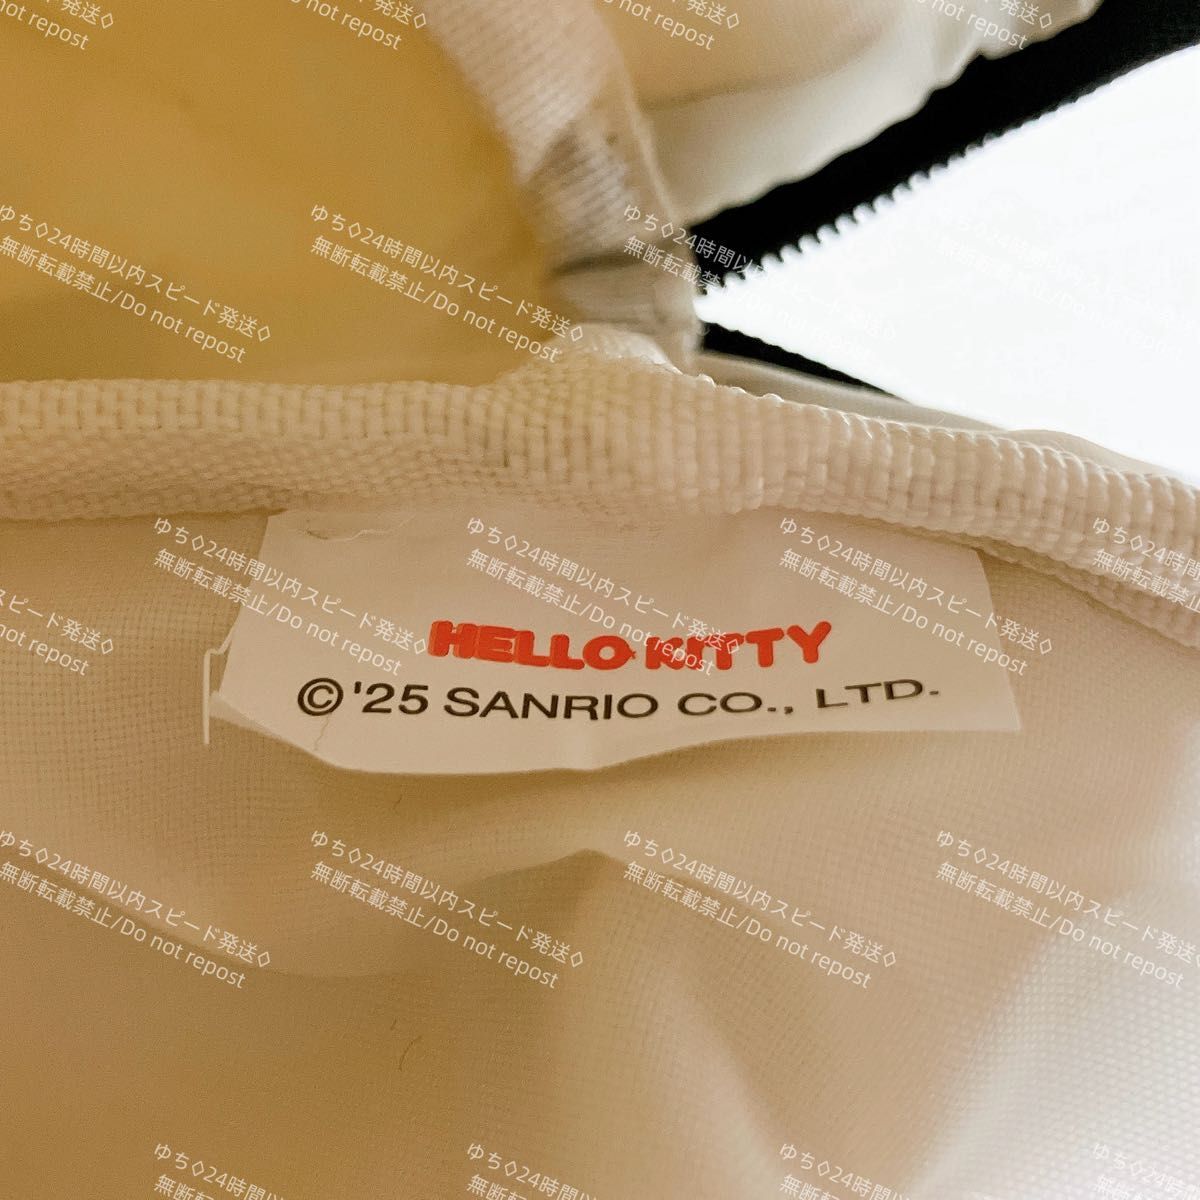 HELLO KITTY
©'25 SANRIO CO., LTD.
ゆち◇24時間以内スピード発送◇
無断転載禁止/Do not repost